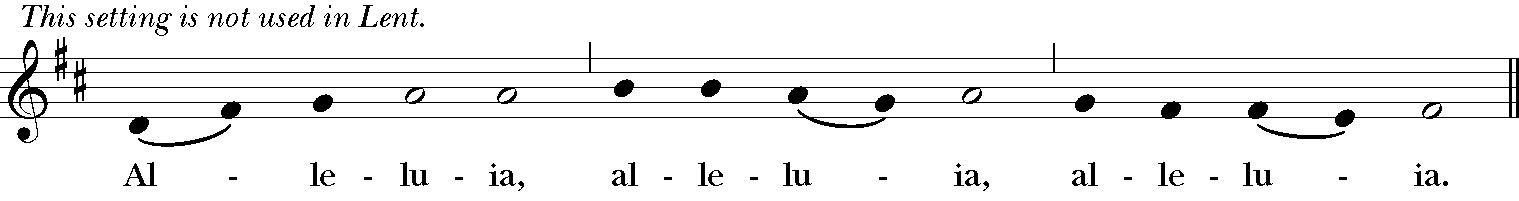 This setting is not used in Lent.
Al - le - lu - ia, al - le - lu - ia, al - le - lu - ia.